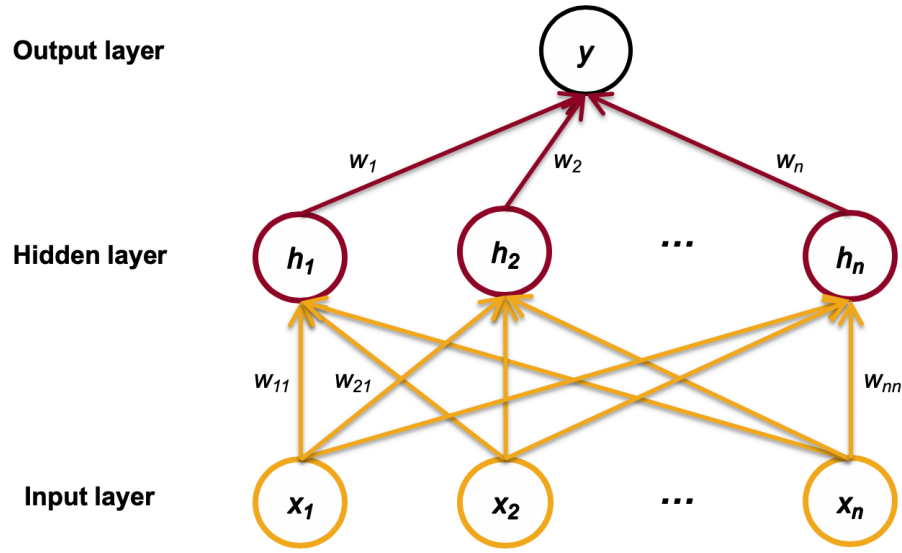 Output layer
y
w1
w2
wn
Hidden layer
h1
h2
...
hn
w11
w21
wnn
Input layer
x1
x2
...
xn